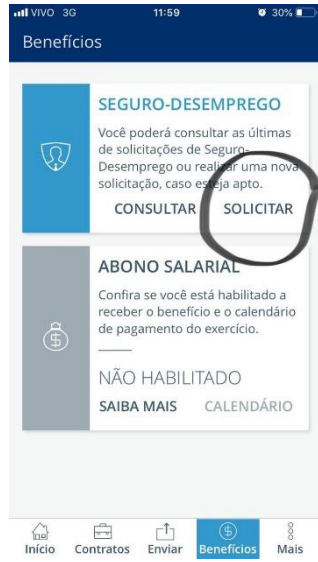 VIVO 3G 11:59 30%
Benefícios
SEGURO-DESEMPREGO
Você poderá consultar as últimas
de solicitações de Seguro-
Desemprego ou realizar uma nova
solicitação, caso esteja apto.
CONSULTAR SOLICITAR
ABONO SALARIAL
Confira se você está habilitado a
receber o benefício e o calendário
de pagamento do exercício.
NÃO HABILITADO
SAIBA MAIS CALENDÁRIO
Início Contratos Enviar Benefícios Mais